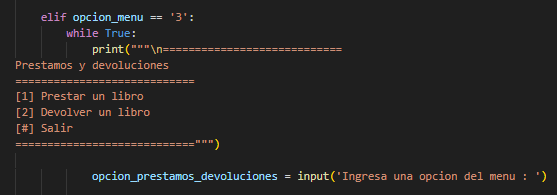 elif opcion_menu == '3':
while True:
print("""\n============================
Prestamos y devoluciones
============================
[1] Prestar un libro
[2] Devolver un libro
[#] Salir
============================""")
opcion_prestamos_devoluciones = input('Ingresa una opcion del menu : ')